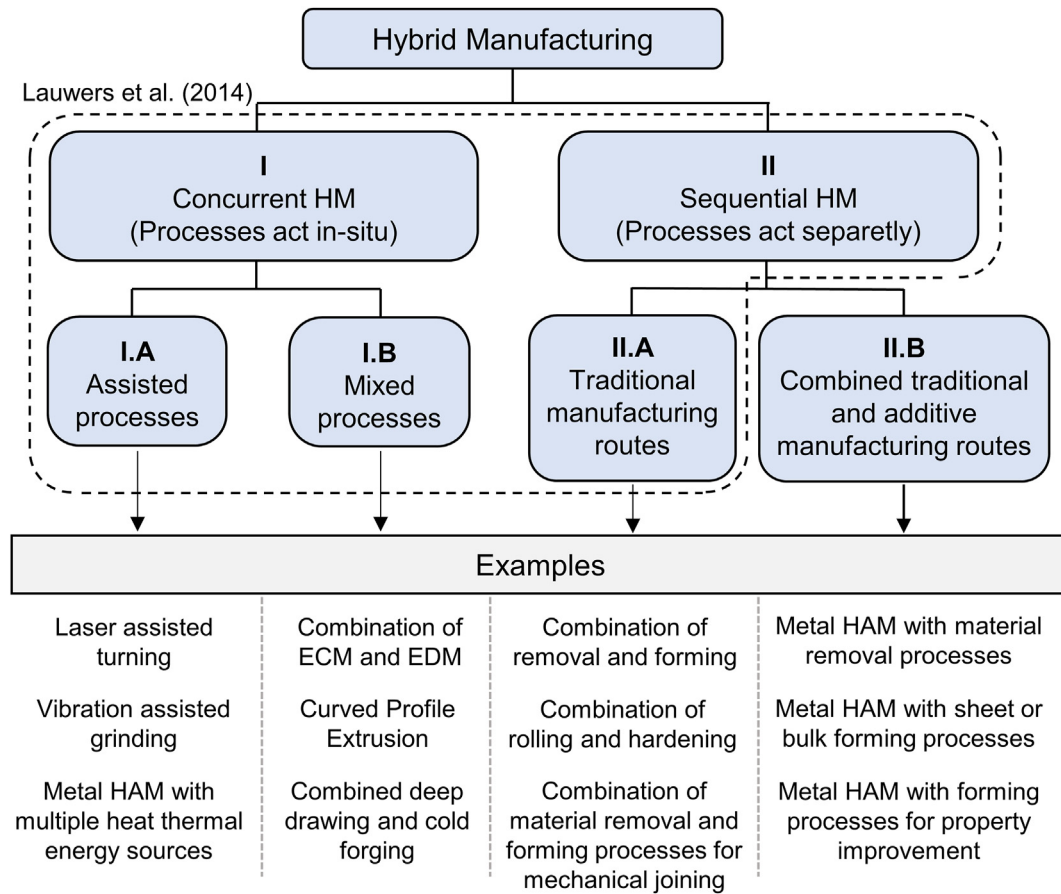 Hybrid Manufacturing
Lauwers et al. (2014)
I
Concurrent HM
(Processes act in-situ)
II
Sequential HM
(Processes act separetly)
I.A
Assisted
processes
I.B
Mixed
processes
II.A
Traditional
manufacturing
routes
II.B
Combined traditional
and additive
manufacturing routes
Examples
Laser assisted
turning
Vibration assisted
grinding
Metal HAM with
multiple heat thermal
energy sources
Combination of
ECM and EDM
Curved Profile
Extrusion
Combined deep
drawing and cold
forging
Combination of
removal and forming
Combination of
rolling and hardening
Combination of
material removal and
forming processes for
mechanical joining
Metal HAM with material
removal processes
Metal HAM with sheet or
bulk forming processes
Metal HAM with forming
processes for property
improvement